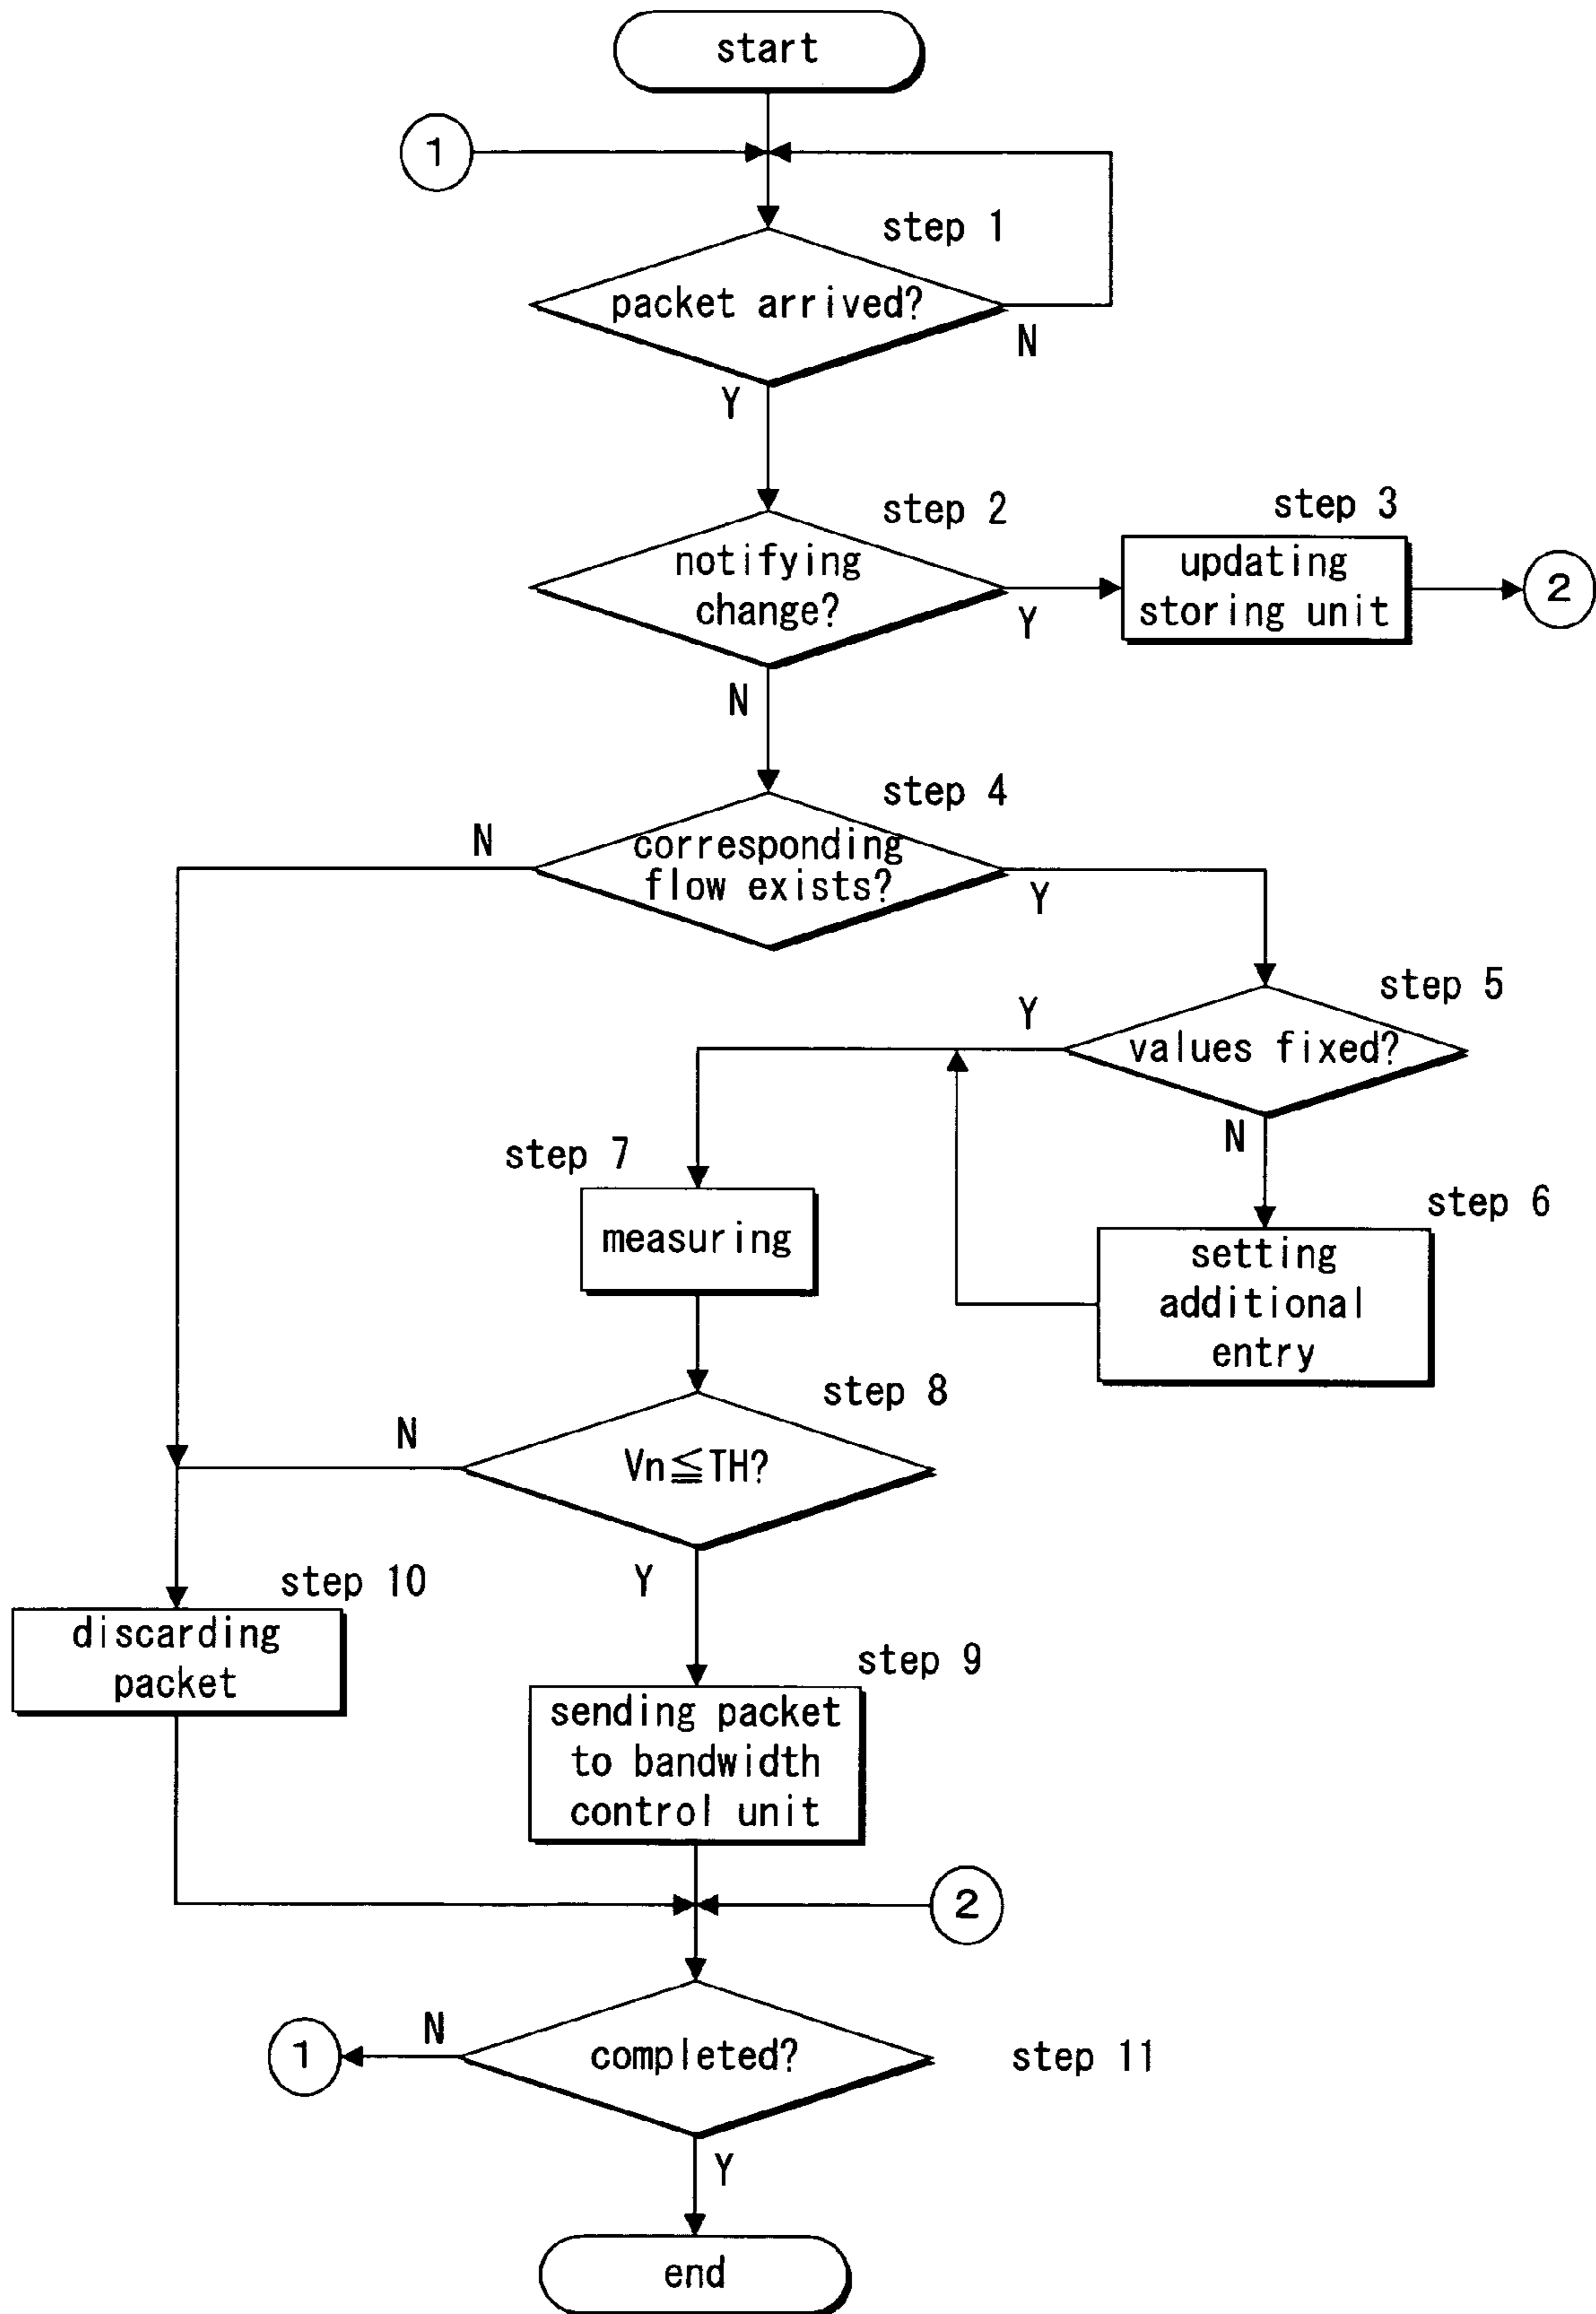 start
1
step 1
packet arrived?
N
Y
step 2
notifying
change?
Y
N
step 3
updating
storing unit
2
step 4
corresponding
flow exists?
N
Y
step 5
values fixed?
Y
N
step 6
setting
additional
entry
step 7
measuring
step 8
Vn≦TH?
N
Y
step 10
discarding
packet
step 9
sending packet
to bandwidth
control unit
2
completed?
step 11
N
1
Y
end